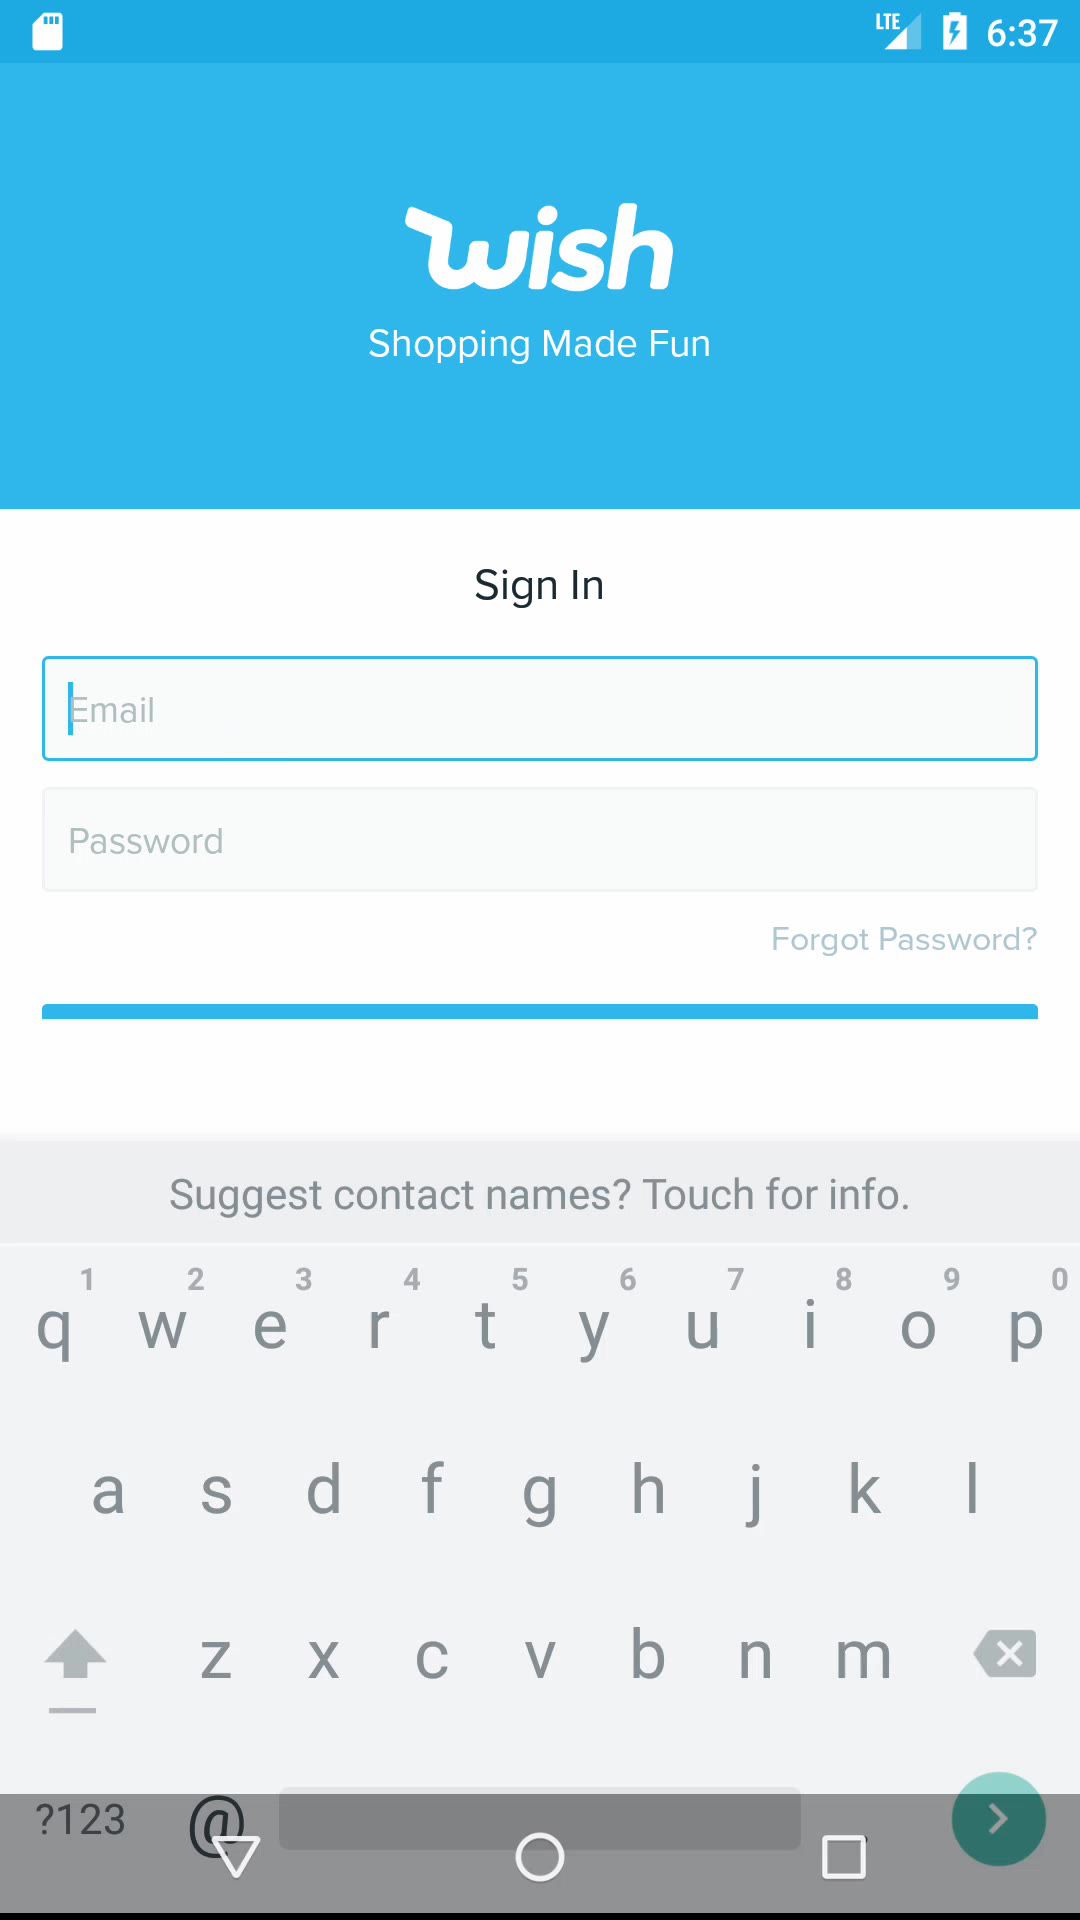 LTE 6:37
wish
Shopping Made Fun
Sign In
Email
Password
Forgot Password?
Suggest contact names? Touch for info.
1 2 3 4 5 6 7 8 9 0
q w e r t y u i o p
a s d f g h j k l
z x c v b n m
?123 @